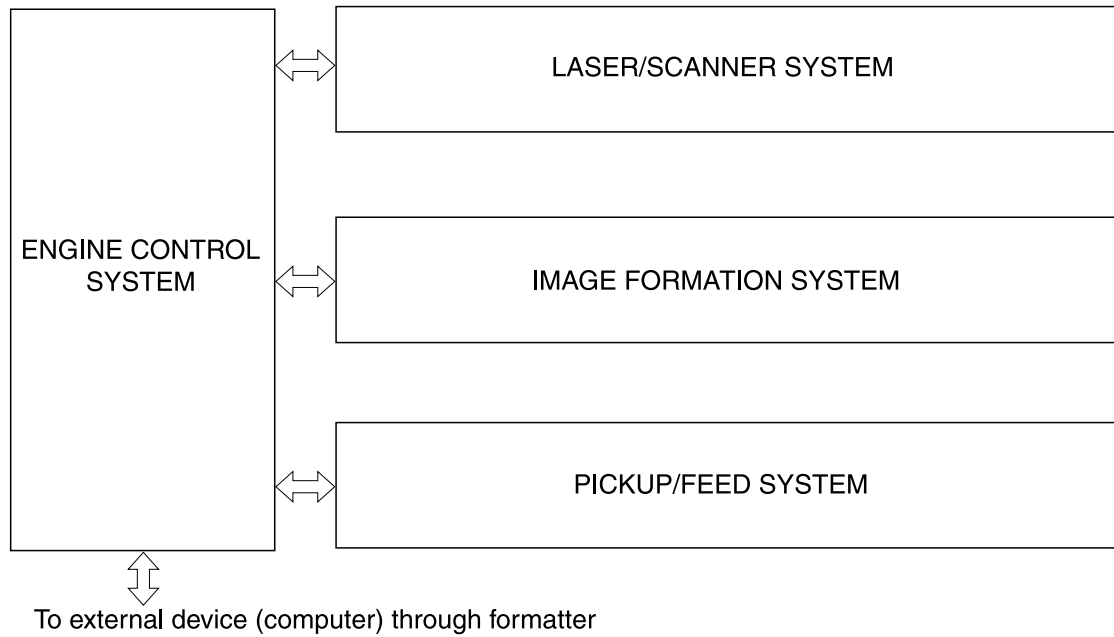 LASER/SCANNER SYSTEM
ENGINE CONTROL
SYSTEM
IMAGE FORMATION SYSTEM
PICKUP/FEED SYSTEM
To external device (computer) through formatter